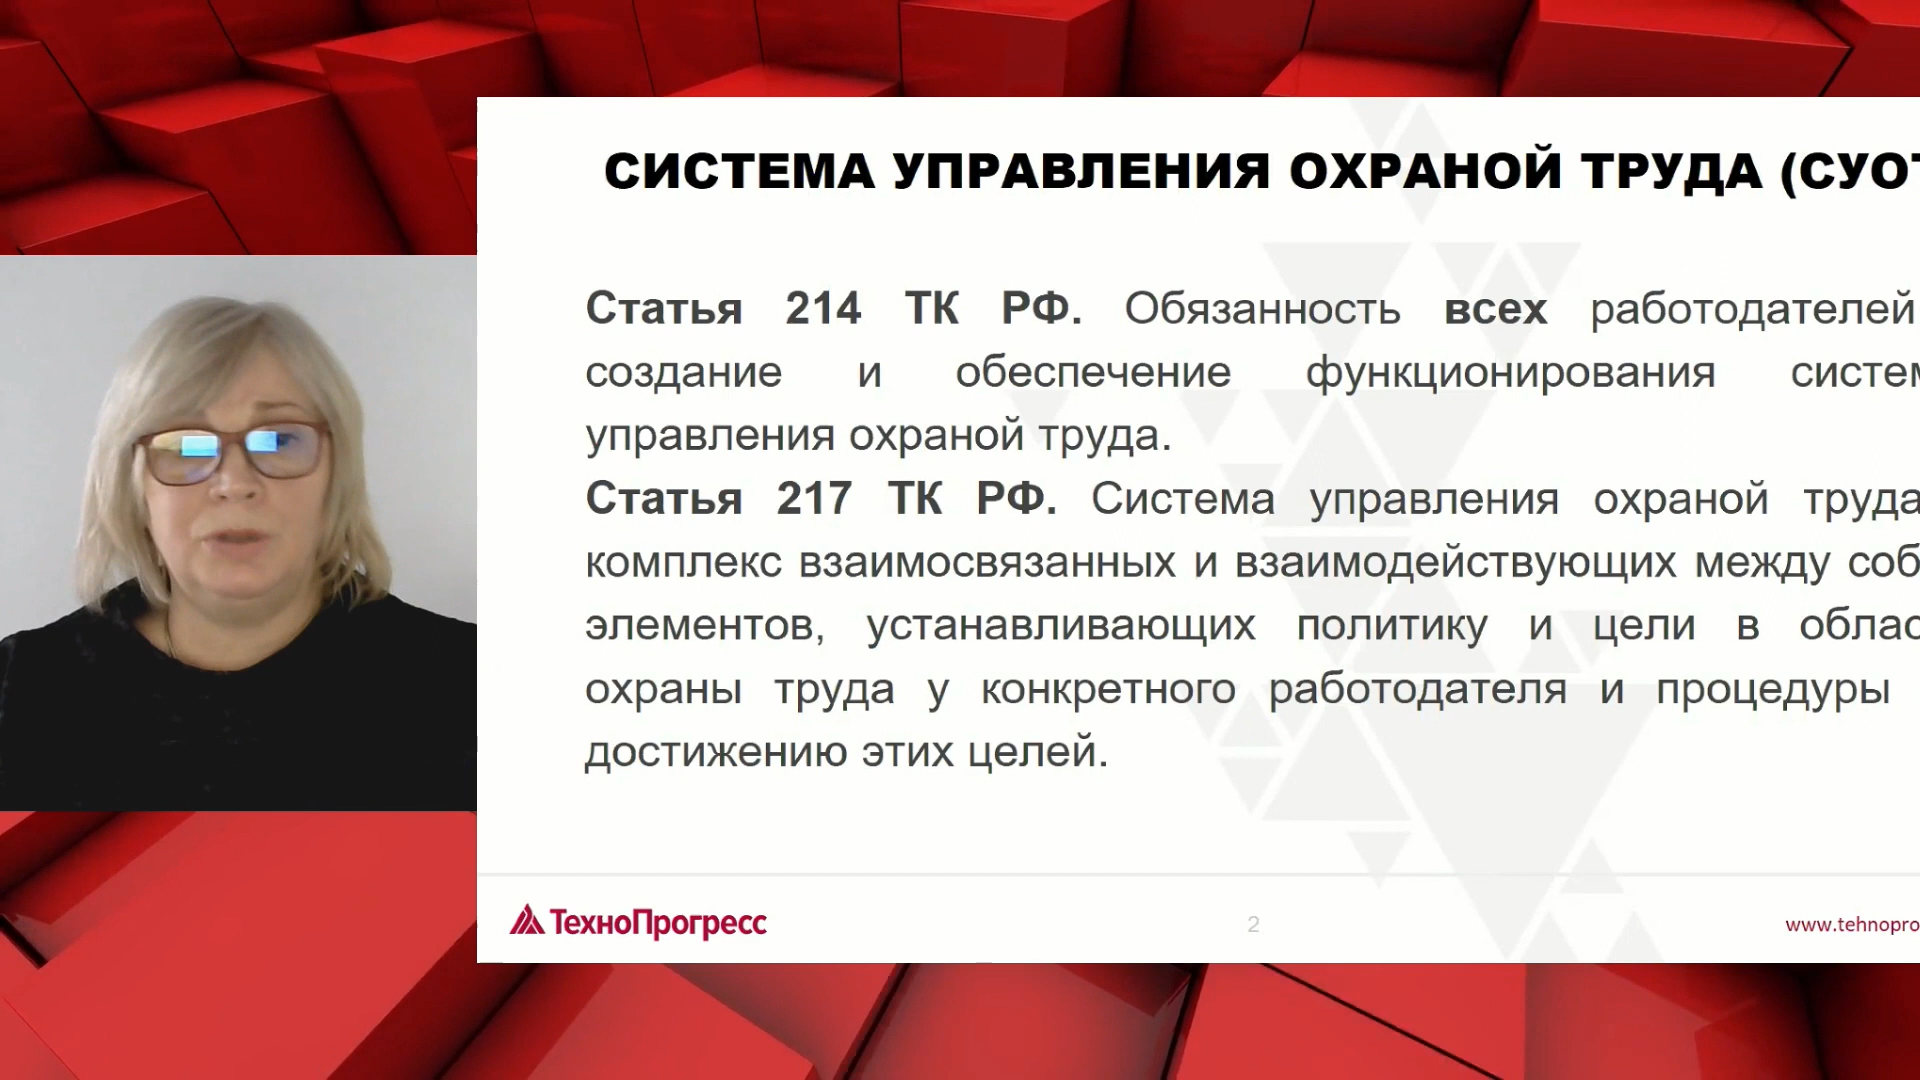 СИСТЕМА УПРАВЛЕНИЯ ОХРАНОЙ ТРУДА (СУОТ
Статья 214 ТК РФ. Обязанность всех работодателей
создание и обеспечение функционирования систем
управления охраной труда.
Статья 217 ТК РФ. Система управления охраной труда
комплекс взаимосвязанных и взаимодействующих между соб
элементов, устанавливающих политику и цели в облас
охраны труда у конкретного работодателя и процедуры
достижению этих целей.
ТехноПрогресс
2
www.tehnopro